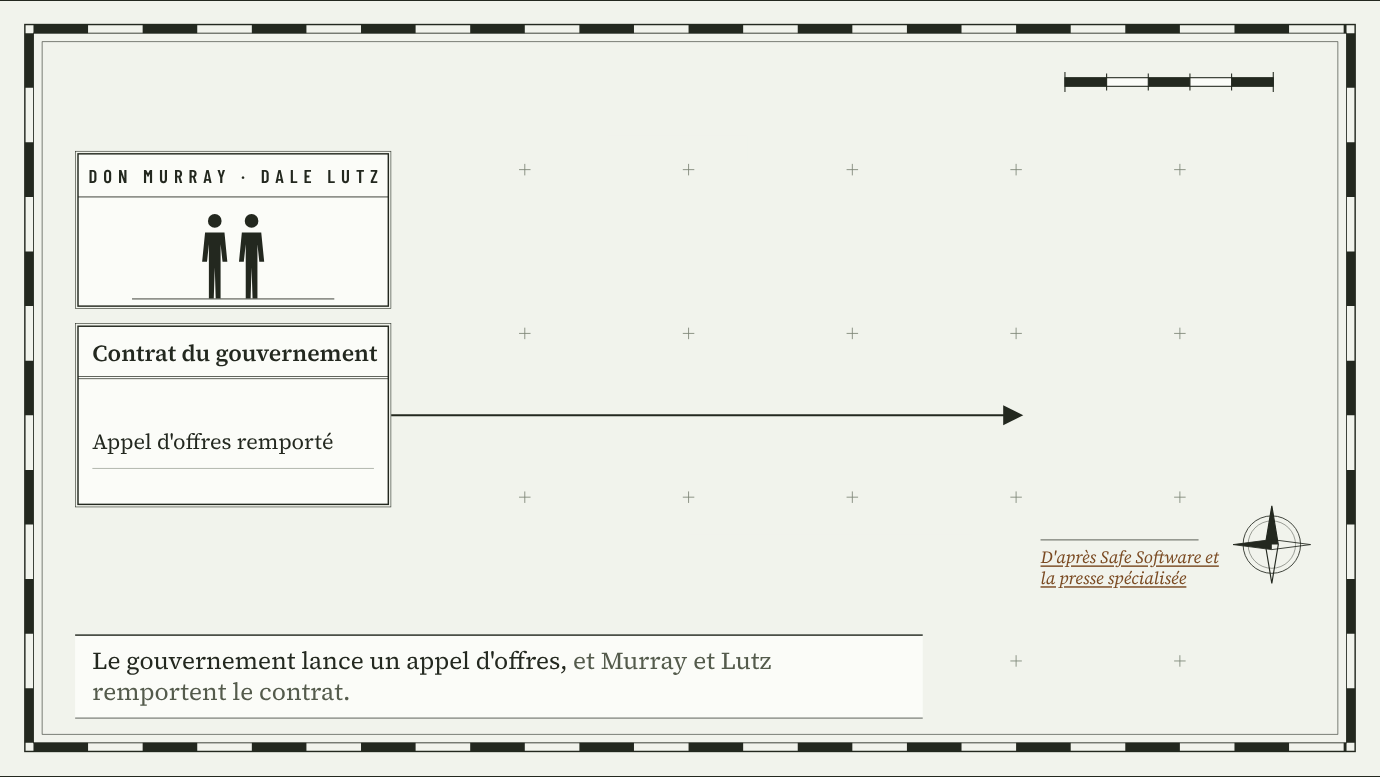 DON MURRAY · DALE LUTZ
Contrat du gouvernement
Appel d'offres remporté
D'après Safe Software et
la presse spécialisée
Le gouvernement lance un appel d'offres, et Murray et Lutz
remportent le contrat.